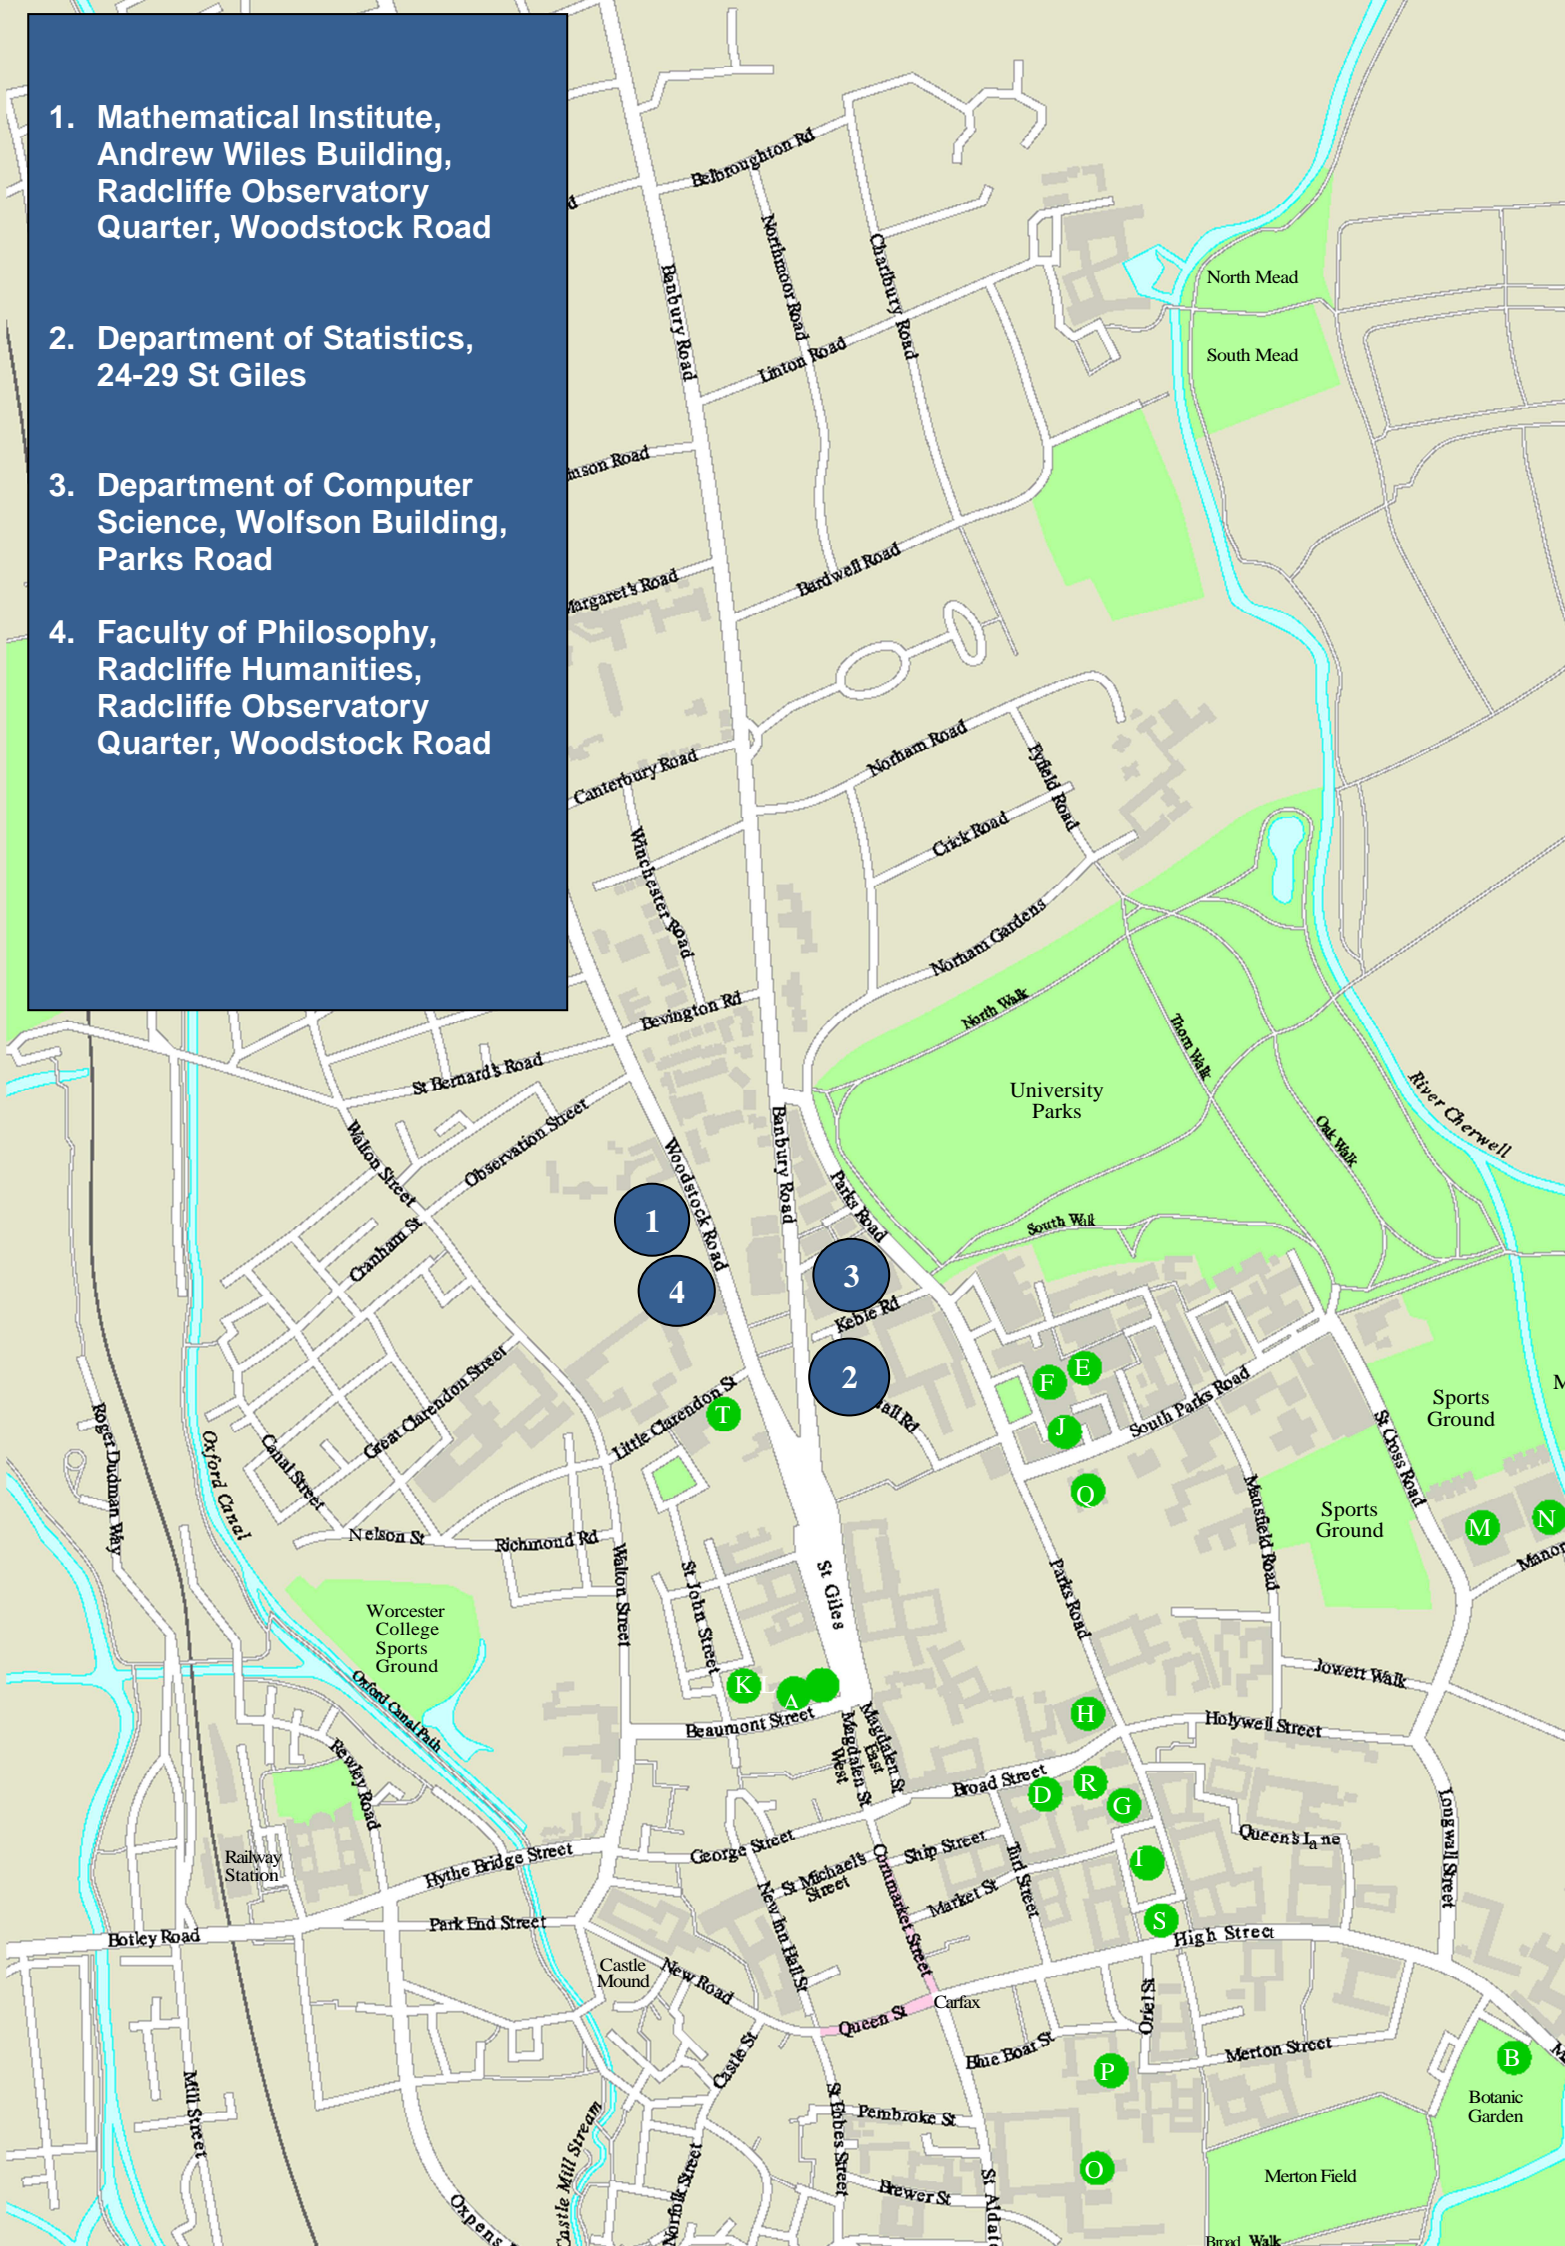 1. Mathematical Institute,
Andrew Wiles Building,
Radcliffe Observatory
Quarter, Woodstock Road
2. Department of Statistics,
24-29 St Giles
3. Department of Computer
Science, Wolfson Building,
Parks Road
4. Faculty of Philosophy,
Radcliffe Humanities,
Radcliffe Observatory
Quarter, Woodstock Road
Belbroughton Rd
Northmoor Road
Charlbury Road
Banbury Road
Linton Road
North Mead
South Mead
inson Road
Bardwell Road
Margaret's Road
Norham Road
Fyfield Road
Canterbury Road
Crick Road
Winchester Road
Norham Gardens
North Walk
Thorn Walk
Bevington Rd
St Bernard's Road
University
Parks
River Cherwell
Oak Walk
Observation Street
Walton Street
Woodstock Road
Banbury Road
Parks Road
South Wal
Cranham St
1
4
3
Keble Rd
2
all Rd
F
E
J
Q
South Parks Road
Sports
Ground
St Cross Road
M
Great Clarendon Street
Little Clarendon St
T
Roger Dudman Way
Oxford Canal
Canal Street
Nelson St
Richmond Rd
Mansfield Road
Sports
Ground
M
N
Manor
St Giles
Parks Road
St John Street
Walton Street
Worcester
College
Sports
Ground
Oxford Canal Path
K
L
A
Beaumont Street
Magdalen St
West
Magdalen St
East
H
Jowett Walk
Holywell Street
Rewley Road
Broad Street
D
R
G
Longwall Street
Railway
Station
Hythe Bridge Street
George Street
Ship Street
Queen's Lane
St Michael's
Street
Cornmarket Street
Turl Street
Market St
I
New Inn Hall St
Park End Street
Botley Road
S
High Street
Castle
Mound
New Road
Carfax
Queen St
Oriel St
Blue Boar St
Merton Street
Castle St
P
B
Botanic
Garden
Mill Street
Pembroke St
St Ebbes Street
Castle Mill Stream
Norfolk Street
O
Merton Field
Brewer St
St Aldat
Oxpens
Broad Walk